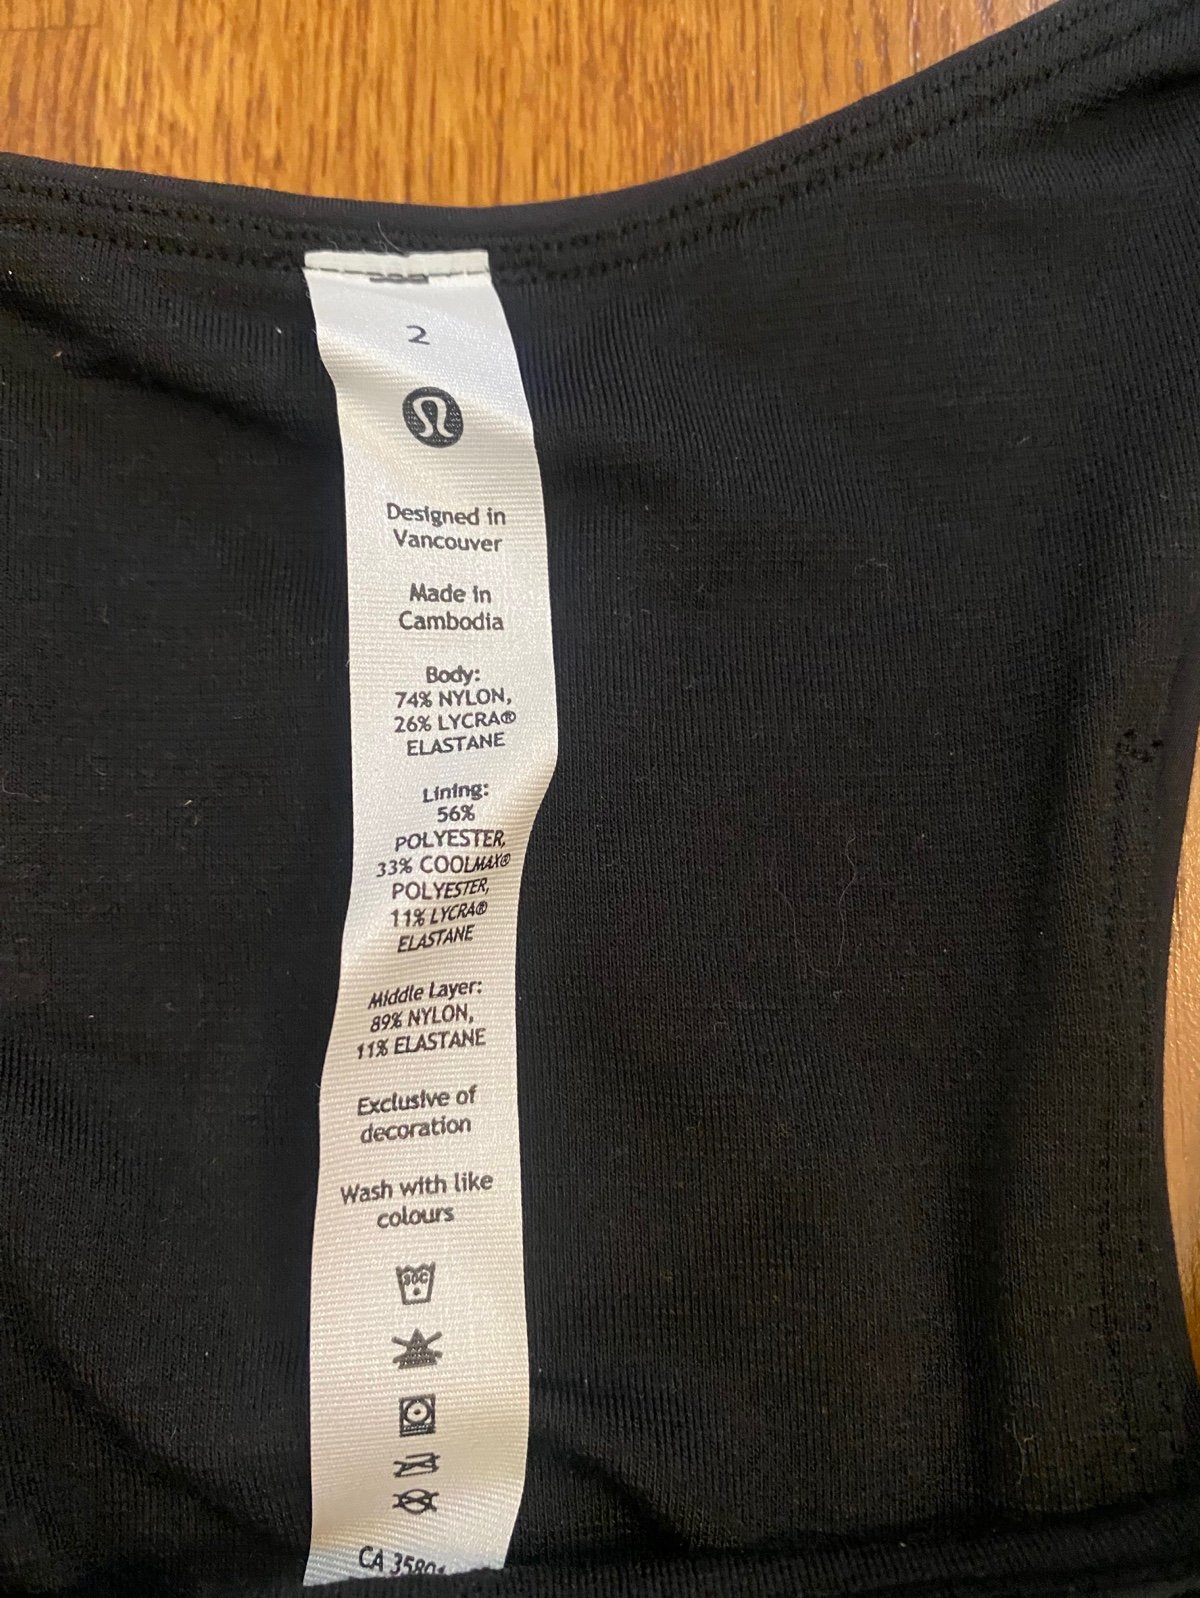 2
Designed in
Vancouver
Made in
Cambodia
Body:
74% NYLON,
26% LYCRA®
ELASTANE
Lining:
56%
POLYESTER,
33% COOLMAX®
POLYESTER,
11% LYCRA®
ELASTANE
Middle Layer:
89% NYLON,
11% ELASTANE
Exclusive of
decoration
Wash with like
colours
30C
CA